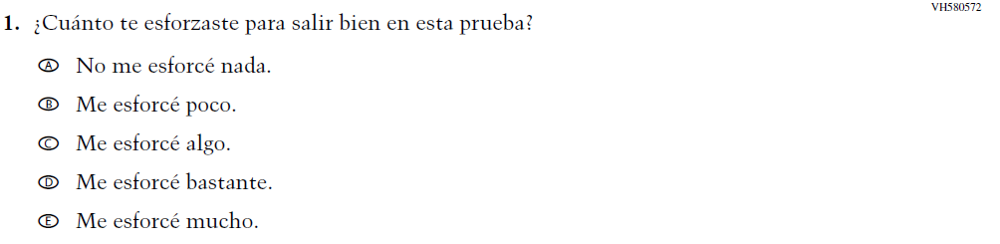 VH580572
1. ¿Cuánto te esforzaste para salir bien en esta prueba?
A No me esforcé nada.
B Me esforcé poco.
C Me esforcé algo.
D Me esforcé bastante.
E Me esforcé mucho.